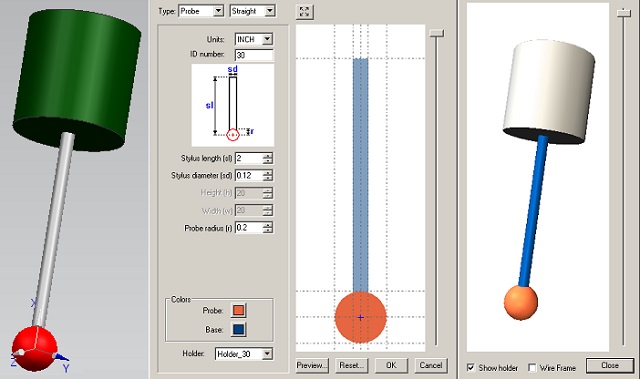 Type: Probe Straight
Units: INCH
ID number: 30
sd
sl
r
Stylus length (sl) 2
Stylus diameter (sd) 0.12
Height (h) 20
Width (w) 20
Probe radius (r) 0.2
Colors
Probe:
Base:
Holder: Holder_30
Preview... Reset... OK Cancel
X
Z
Y
Show holder Wire Frame Close